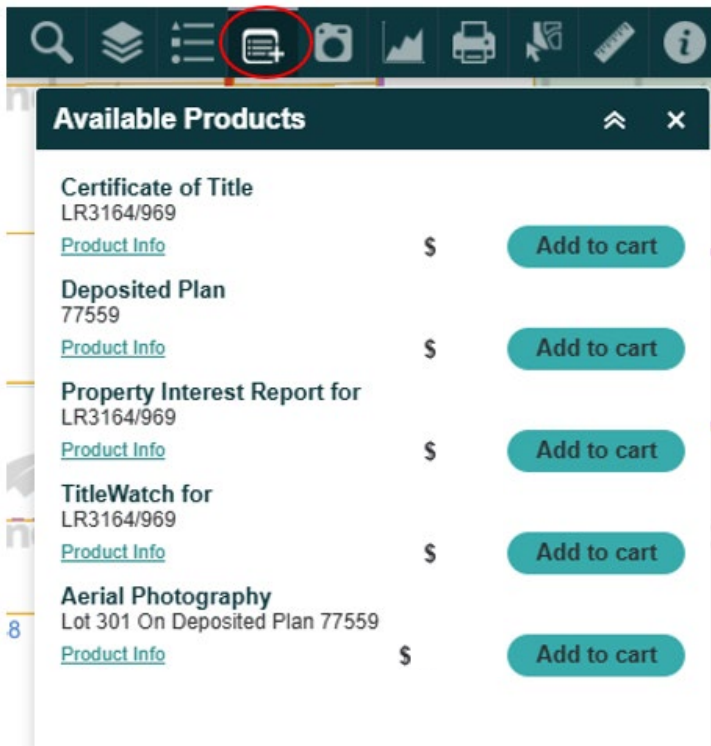 Available Products
Certificate of Title
LR3164/969
Product Info $ Add to cart
Deposited Plan
77559
Product Info $ Add to cart
Property Interest Report for
LR3164/969
Product Info $ Add to cart
TitleWatch for
LR3164/969
Product Info $ Add to cart
Aerial Photography
Lot 301 On Deposited Plan 77559
Product Info $ Add to cart